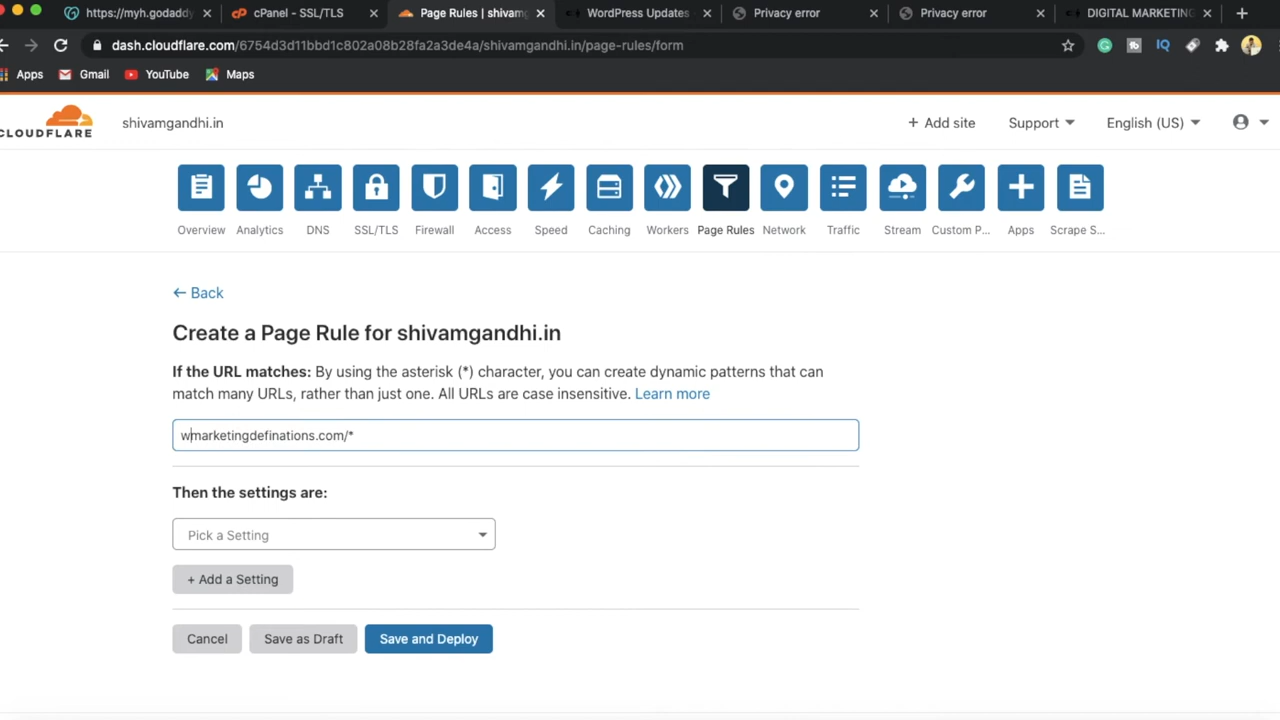 https://myh.godaddy
cPanel - SSL/TLS
Page Rules | shivamg
WordPress Updates
Privacy error
Privacy error
DIGITAL MARKETING
dash.cloudflare.com/6754d3d11bbd1c802a08b28fa2a3de4a/shivamgandhi.in/page-rules/form
Apps Gmail YouTube Maps
CLOUDFLARE
shivamgandhi.in
+ Add site Support English (US)
Overview Analytics DNS SSL/TLS Firewall Access Speed Caching Workers Page Rules Network Traffic Stream Custom P... Apps Scrape S...
← Back
Create a Page Rule for shivamgandhi.in
If the URL matches: By using the asterisk (*) character, you can create dynamic patterns that can
match many URLs, rather than just one. All URLs are case insensitive. Learn more
wmarketingdefinations.com/*
Then the settings are:
Pick a Setting
+ Add a Setting
Cancel Save as Draft Save and Deploy